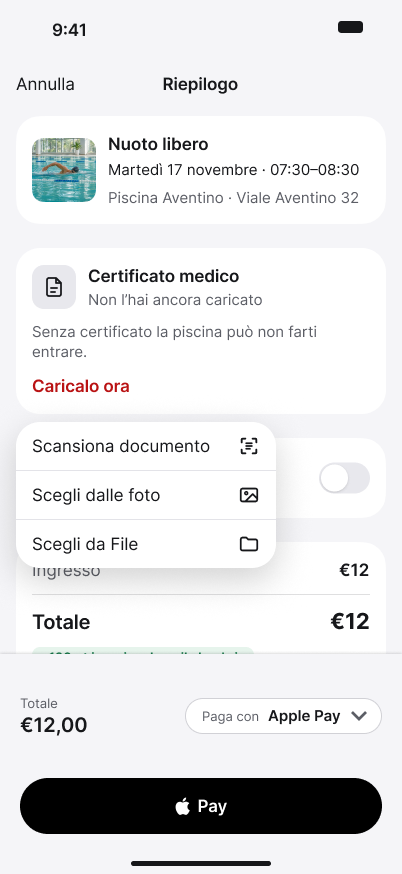 9:41
Annulla
Riepilogo
Nuoto libero
Martedì 17 novembre · 07:30–08:30
Piscina Aventino · Viale Aventino 32
Certificato medico
Non l’hai ancora caricato
Senza certificato la piscina può non farti
entrare.
Caricalo ora
Scansiona documento
Scegli dalle foto
Scegli da File
Ingresso €12
Totale €12
Totale
€12,00
Paga con Apple Pay
Pay